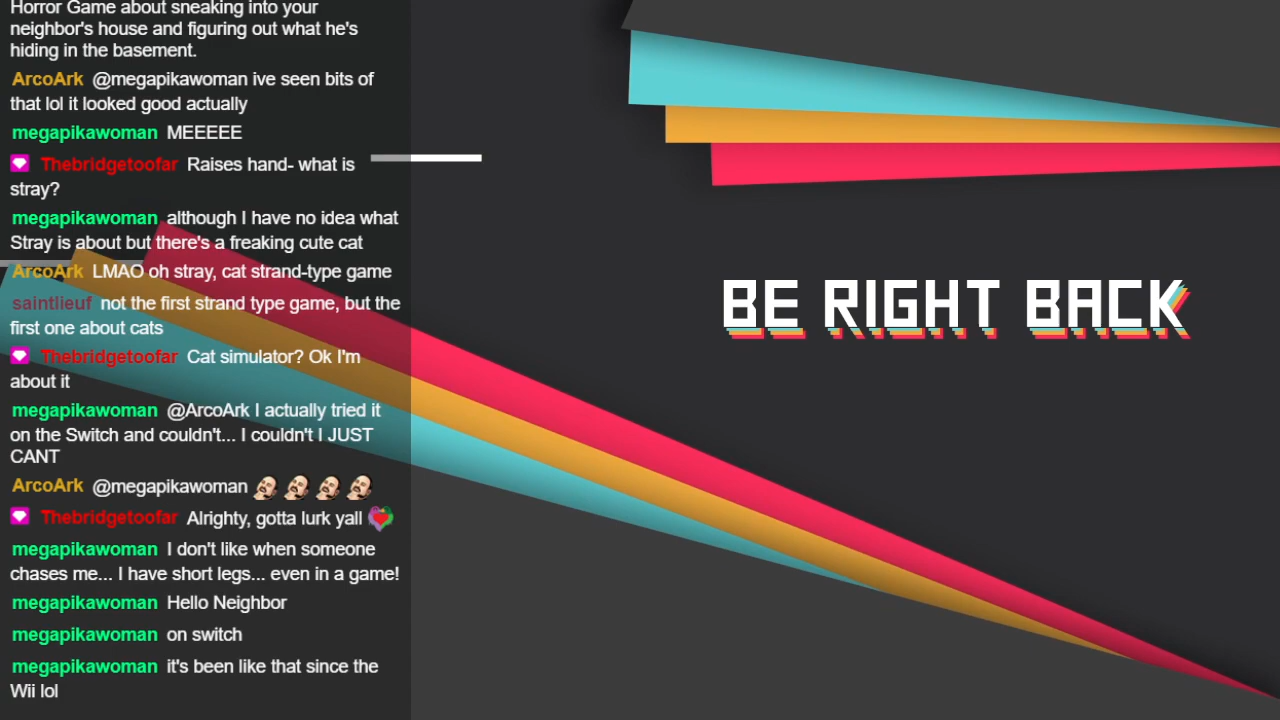 Horror Game about sneaking into your
neighbor's house and figuring out what he's
hiding in the basement.
ArcoArk @megapikawoman ive seen bits of
that lol it looked good actually
megapikawoman MEEEEE
Thebridgetoofar Raises hand- what is
stray?
megapikawoman although I have no idea what
Stray is about but there's a freaking cute cat
ArcoArk LMAO oh stray, cat strand-type game
saintlieuf not the first strand type game, but the
first one about cats
Thebridgetoofar Cat simulator? Ok I'm
about it
megapikawoman @ArcoArk I actually tried it
on the Switch and couldn't... I couldn't I JUST
CANT
ArcoArk @megapikawoman
Thebridgetoofar Alrighty, gotta lurk yall
megapikawoman I don't like when someone
chases me... I have short legs... even in a game!
megapikawoman Hello Neighbor
megapikawoman on switch
megapikawoman it's been like that since the
Wii lol
BE RIGHT BACK